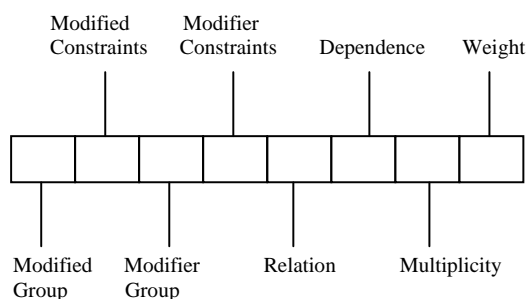 Modified Modifier
Constraints Constraints Dependence Weight
Modified Modifier Relation Multiplicity
Group Group